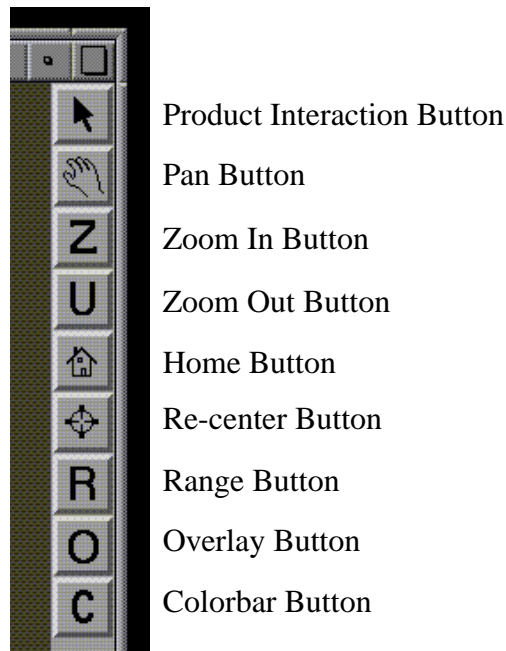 Product Interaction Button
Pan Button
Z Zoom In Button
U Zoom Out Button
Home Button
Re-center Button
R Range Button
O Overlay Button
C Colorbar Button